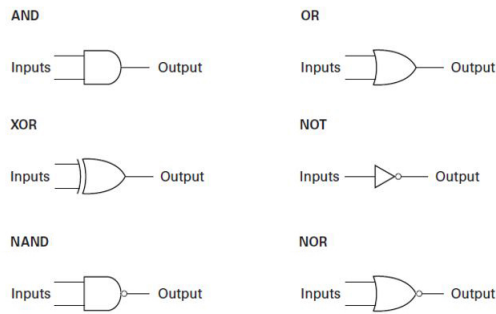 AND
OR
Inputs Output
Inputs Output
XOR
NOT
Inputs Output
Inputs Output
NAND
NOR
Inputs Output
Inputs Output